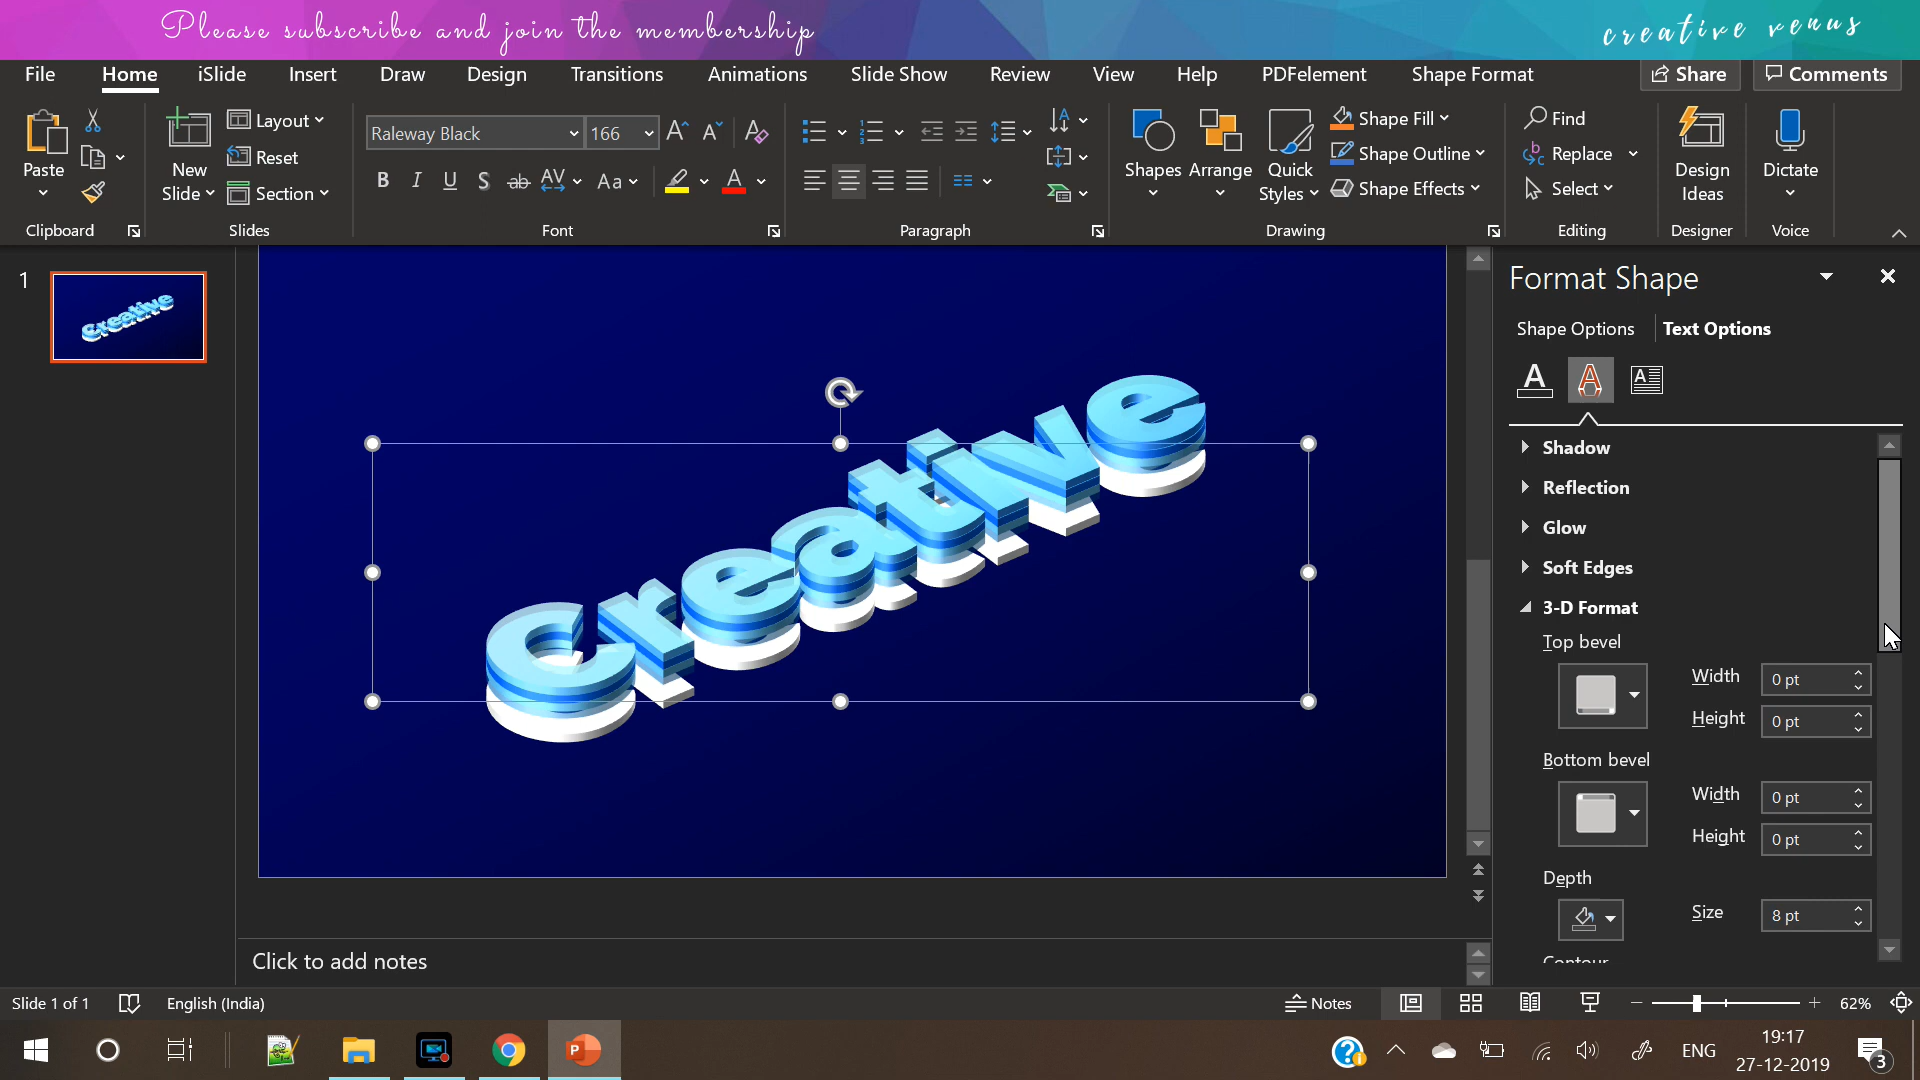 Please subscribe and join the membership
creative venus
File Home iSlide Insert Draw Design Transitions Animations Slide Show Review View Help PDFelement Shape Format Share Comments
Paste
New Slide
Layout
Reset
Section
Raleway Black 166
Shapes
Arrange
Quick Styles
Shape Fill
Shape Outline
Shape Effects
Find
Replace
Select
Design Ideas
Dictate
Clipboard Slides Font Paragraph Drawing Editing Designer Voice
1
Creative
Creative
Format Shape
Shape Options Text Options
Shadow
Reflection
Glow
Soft Edges
3-D Format
Top bevel
Width 0 pt
Height 0 pt
Bottom bevel
Width 0 pt
Height 0 pt
Depth
Size 8 pt
Contour
Click to add notes
Slide 1 of 1 English (India) Notes 62%
ENG
19:17
27-12-2019
3